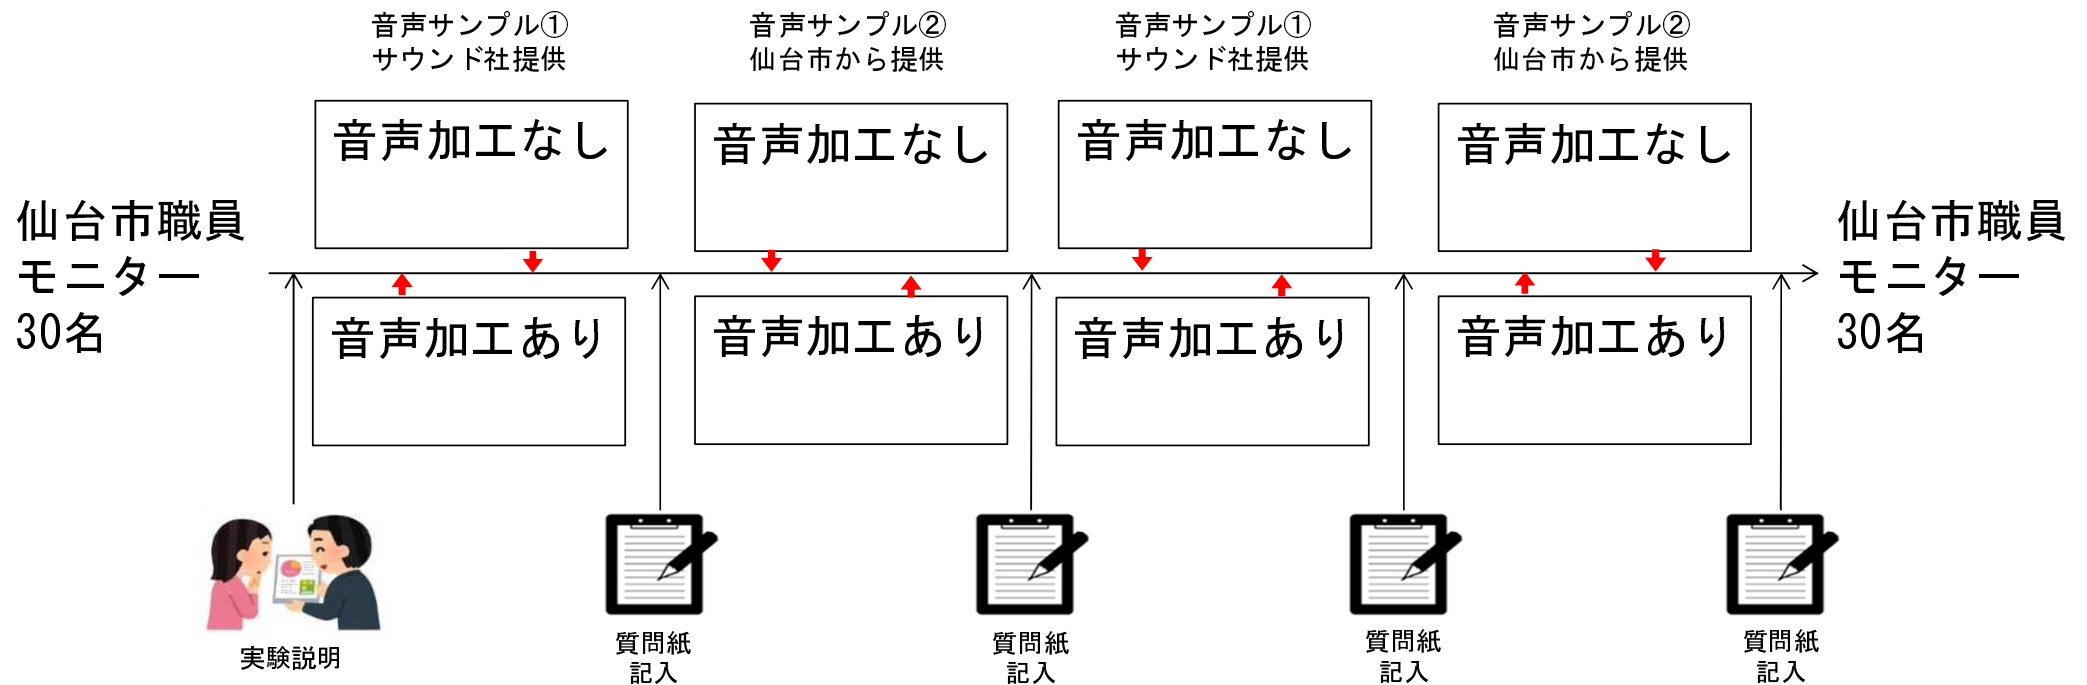 音声サンプル①
サウンド社提供
音声サンプル②
仙台市から提供
音声サンプル①
サウンド社提供
音声サンプル②
仙台市から提供
音声加工なし
音声加工なし
音声加工なし
音声加工なし
仙台市職員
モニター
30名
仙台市職員
モニター
30名
音声加工あり
音声加工あり
音声加工あり
音声加工あり
実験説明
質問紙
記入
質問紙
記入
質問紙
記入
質問紙
記入